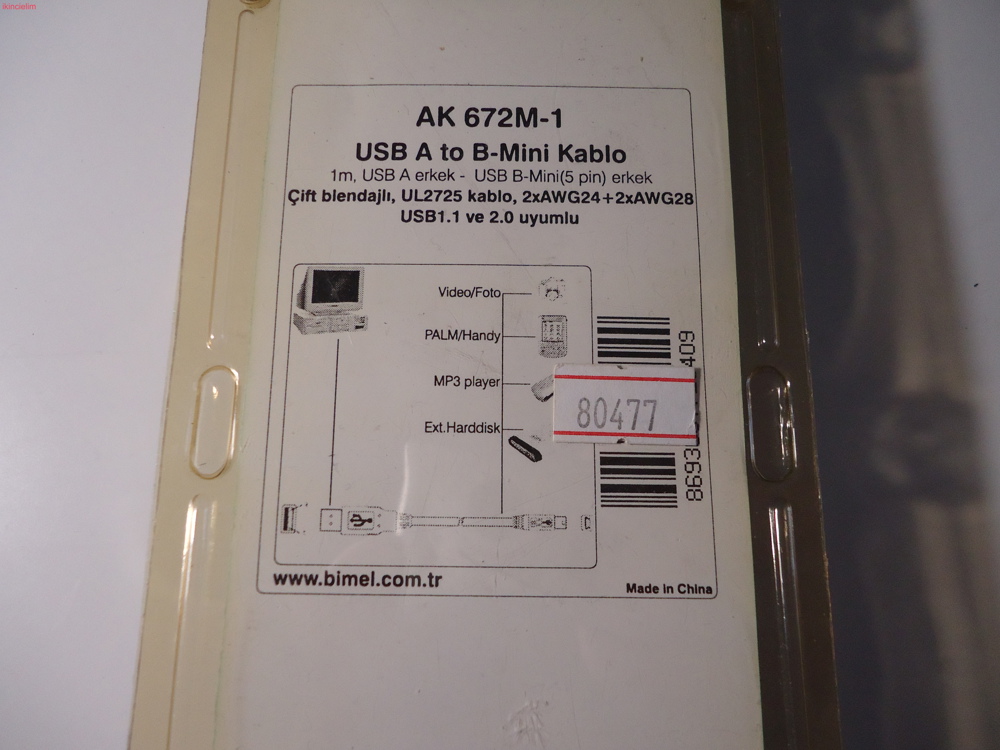 ikincielim
AK 672M-1
USB A to B-Mini Kablo
1m, USB A erkek - USB B-Mini(5 pin) erkek
Çift blendajlı, UL2725 kablo, 2xAWG24+2xAWG28
USB1.1 ve 2.0 uyumlu
Video/Foto
PALM/Handy
MP3 player
Ext.Harddisk
80477
www.bimel.com.tr
Made in China